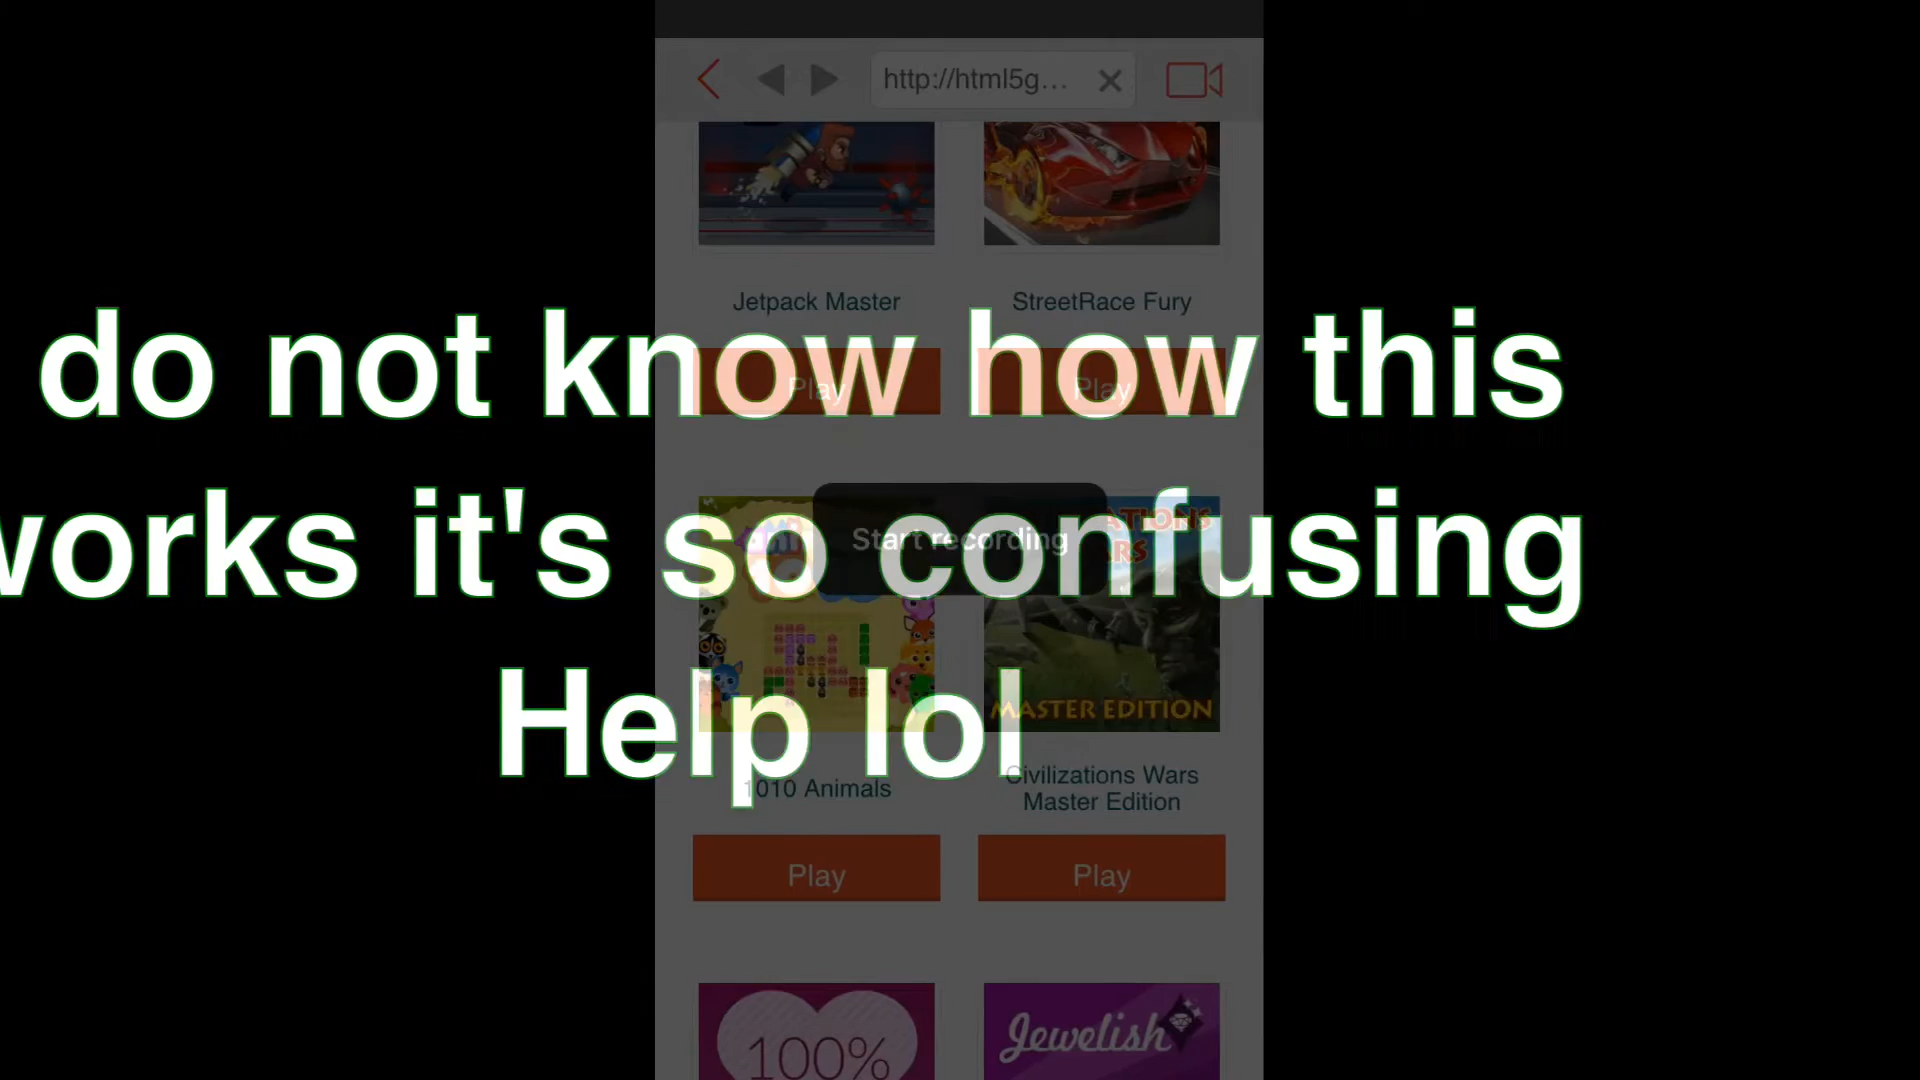 http://html5g...
Jetpack Master
StreetRace Fury
do not know how this
Play
Play
works it's so confusing
Start recording
Help lol
MASTER EDITION
1010 Animals
Civilizations Wars
Master Edition
Play
Play
100%
Jewelish